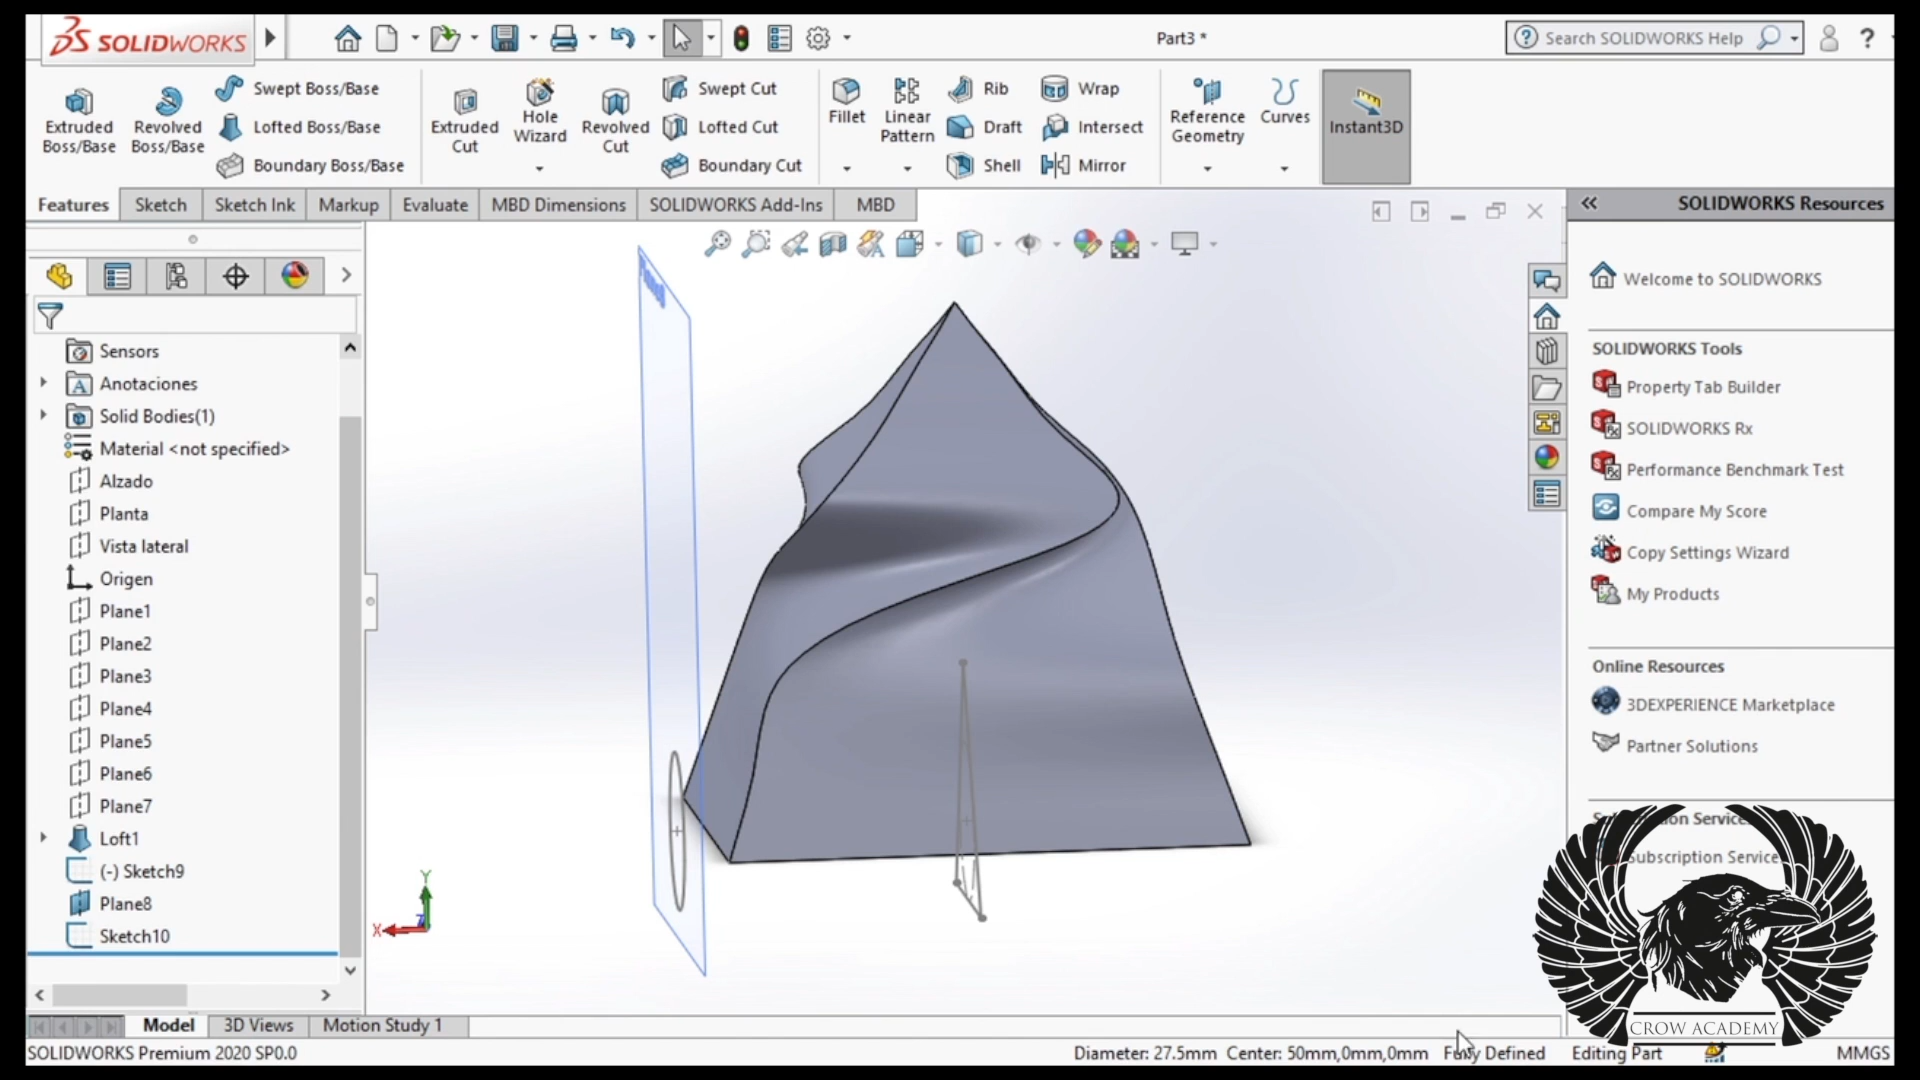 SOLIDWORKS
Part3 *
Search SOLIDWORKS Help
?
Extruded Boss/Base
Revolved Boss/Base
Swept Boss/Base
Lofted Boss/Base
Boundary Boss/Base
Extruded Cut
Hole Wizard
Revolved Cut
Swept Cut
Lofted Cut
Boundary Cut
Fillet
Linear Pattern
Rib
Draft
Shell
Wrap
Intersect
Mirror
Reference Geometry
Curves
Instant3D
Features
Sketch
Sketch Ink
Markup
Evaluate
MBD Dimensions
SOLIDWORKS Add-Ins
MBD
SOLIDWORKS Resources
Sensors
Anotaciones
Solid Bodies(1)
Material <not specified>
Alzado
Planta
Vista lateral
Origen
Plane1
Plane2
Plane3
Plane4
Plane5
Plane6
Plane7
Loft1
(-) Sketch9
Plane8
Sketch10
Y
X
Z
Welcome to SOLIDWORKS
SOLIDWORKS Tools
Property Tab Builder
SOLIDWORKS Rx
Performance Benchmark Test
Compare My Score
Copy Settings Wizard
My Products
Online Resources
3DEXPERIENCE Marketplace
Partner Solutions
Subscription Service
CROW ACADEMY
Model
3D Views
Motion Study 1
SOLIDWORKS Premium 2020 SP0.0
Diameter: 27.5mm Center: 50mm,0mm,0mm
Fully Defined
Editing Part
MMGS